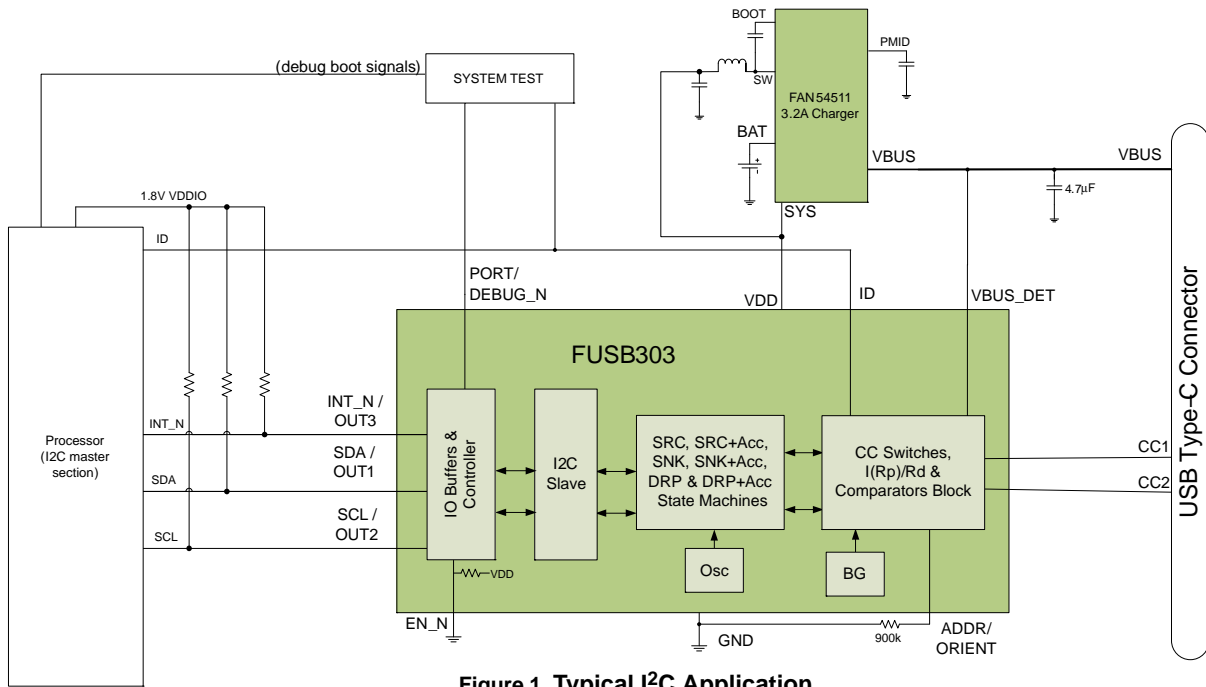 BOOT
PMID
(debug boot signals)
SYSTEM TEST
SW
FAN54511
3.2A Charger
BAT
VBUS
VBUS
4.7µF
1.8V VDDIO
SYS
ID
PORT/
DEBUG_N
VDD
ID
VBUS_DET
FUSB303
Processor
(I2C master
section)
INT_N
INT_N /
OUT3
SDA
SDA /
OUT1
SCL
SCL /
OUT2
IO Buffers &
Controller
I2C
Slave
SRC, SRC+Acc,
SNK, SNK+Acc,
DRP & DRP+Acc
State Machines
CC Switches,
I(Rp)/Rd &
Comparators Block
CC1
CC2
USB Type-C Connector
VDD
Osc
BG
EN_N
GND
900k
ADDR/
ORIENT
Figure 1. Typical I²C Application